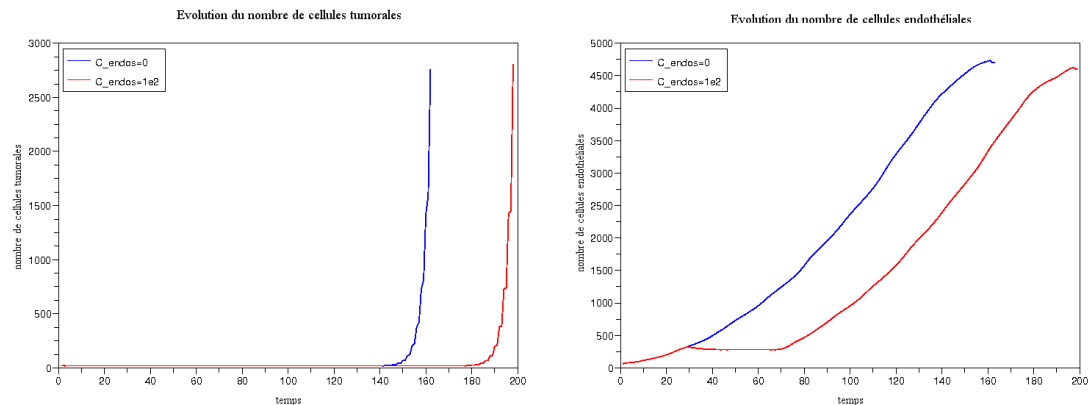 Evolution du nombre de cellules tumorales
3000
2500
2000
1500
1000
500
0
nombre de cellules tumorales
C_endos=0
C_endos=1e2
0 20 40 60 80 100 120 140 160 180 200
temps
Evolution du nombre de cellules endothéliales
5000
4500
4000
3500
3000
2500
2000
1500
1000
500
0
nombre de cellules endothéliales
C_endos=0
C_endos=1e2
0 20 40 60 80 100 120 140 160 180 200
temps